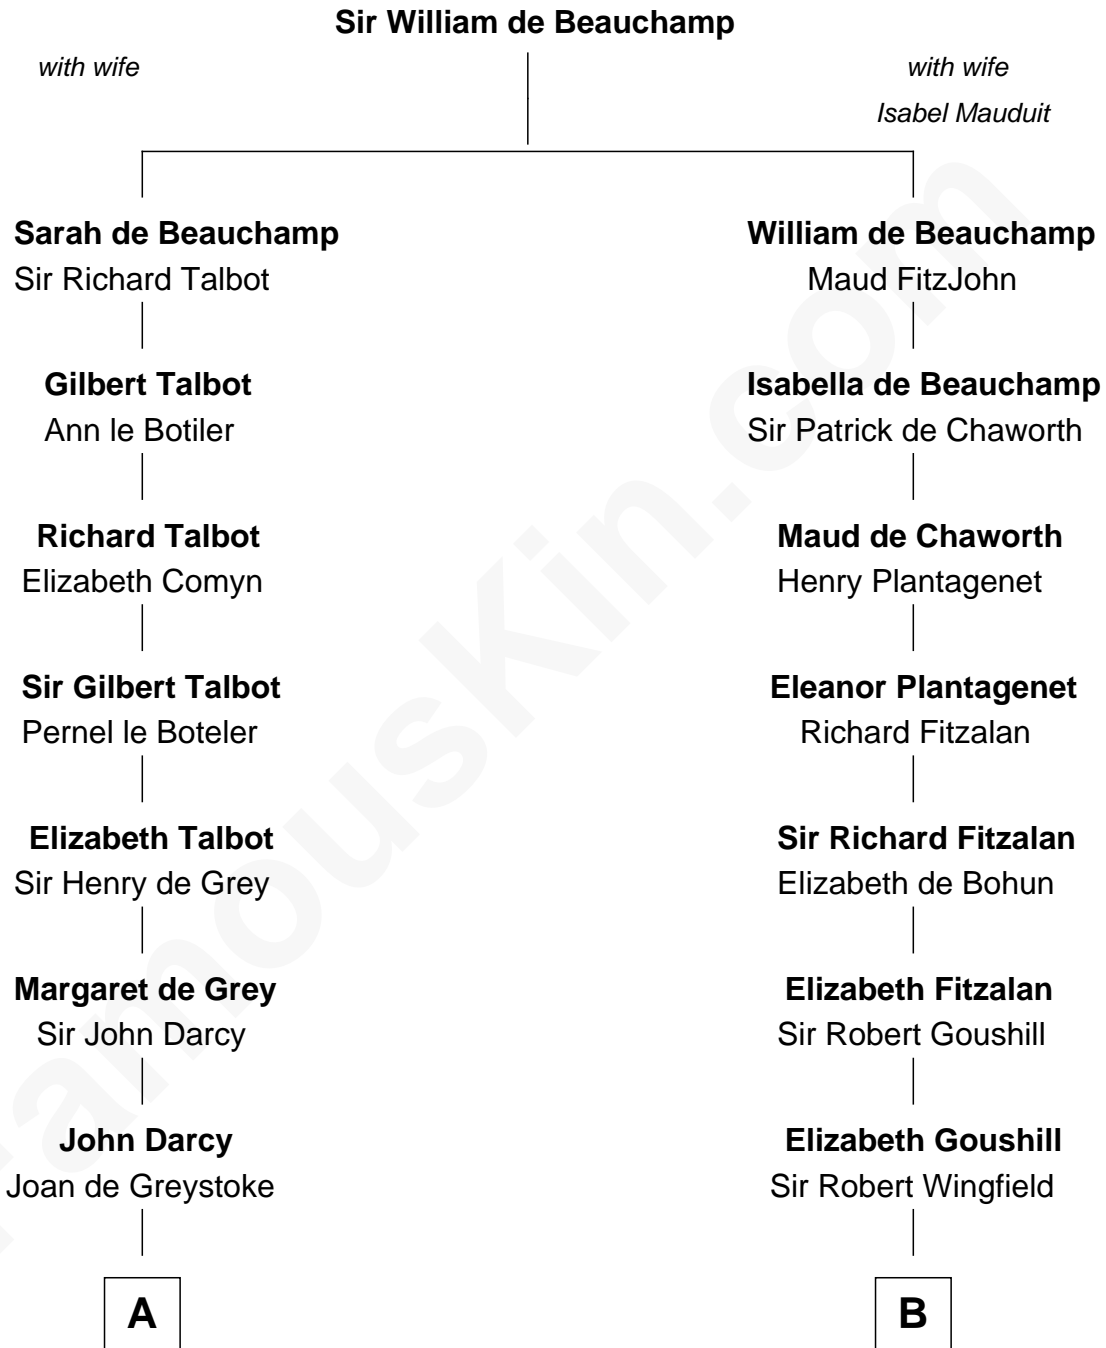 Sir William de Beauchamp
with wife
with wife
Isabel Mauduit
Sarah de Beauchamp
Sir Richard Talbot
William de Beauchamp
Maud FitzJohn
Gilbert Talbot
Ann le Botiler
Isabella de Beauchamp
Sir Patrick de Chaworth
Richard Talbot
Elizabeth Comyn
Maud de Chaworth
Henry Plantagenet
Sir Gilbert Talbot
Pernel le Boteler
Eleanor Plantagenet
Richard Fitzalan
Elizabeth Talbot
Sir Henry de Grey
Sir Richard Fitzalan
Elizabeth de Bohun
Margaret de Grey
Sir John Darcy
Elizabeth Fitzalan
Sir Robert Goushill
John Darcy
Joan de Greystoke
Elizabeth Goushill
Sir Robert Wingfield
A
B
FamousKin.com